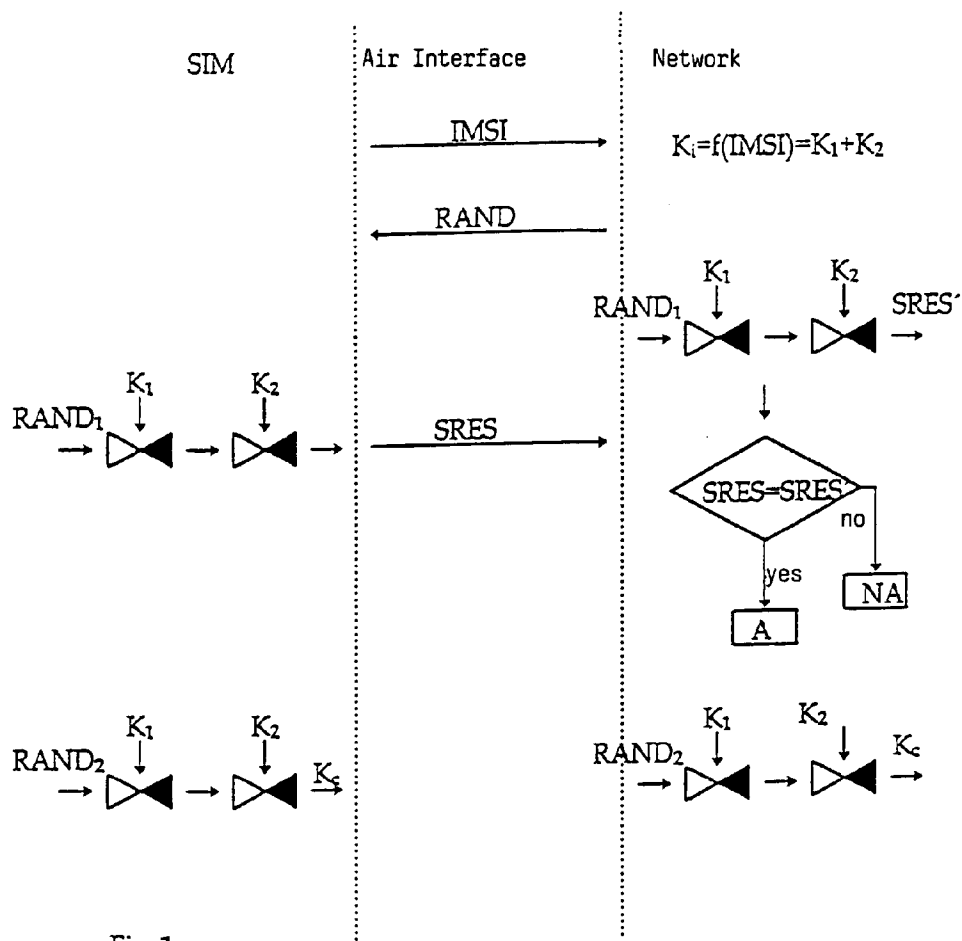 SIM
Air Interface
Network
IMSI
K₁=f(IMSI)=K₁+K₂
RAND
K₁
K₂
RAND₁
SRES´
K₁
K₂
RAND₁
SRES
SRES=SRES´
no
yes
NA
A
K₁
K₂
RAND₂
Kc
K₁
K₂
RAND₂
Kc